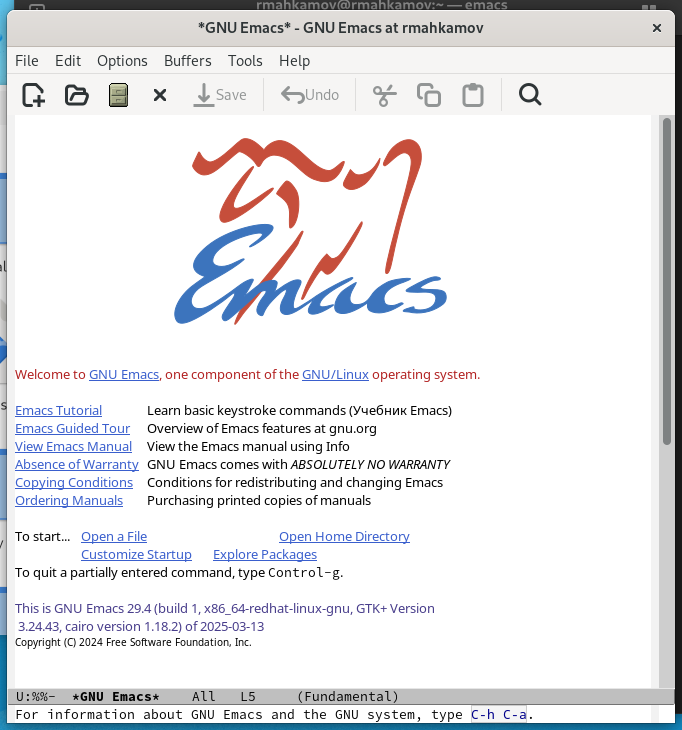 rmahkamov@rmahkamov:~ — emacs
*GNU Emacs* - GNU Emacs at rmahkamov
File Edit Options Buffers Tools Help
Save Undo
Emacs
Welcome to GNU Emacs, one component of the GNU/Linux operating system.
Emacs Tutorial Learn basic keystroke commands (Учебник Emacs)
Emacs Guided Tour Overview of Emacs features at gnu.org
View Emacs Manual View the Emacs manual using Info
Absence of Warranty GNU Emacs comes with ABSOLUTELY NO WARRANTY
Copying Conditions Conditions for redistributing and changing Emacs
Ordering Manuals Purchasing printed copies of manuals
To start... Open a File Open Home Directory
Customize Startup Explore Packages
To quit a partially entered command, type Control-g.
This is GNU Emacs 29.4 (build 1, x86_64-redhat-linux-gnu, GTK+ Version
3.24.43, cairo version 1.18.2) of 2025-03-13
Copyright (C) 2024 Free Software Foundation, Inc.
U:%%- *GNU Emacs* All L5 (Fundamental)
For information about GNU Emacs and the GNU system, type C-h C-a.